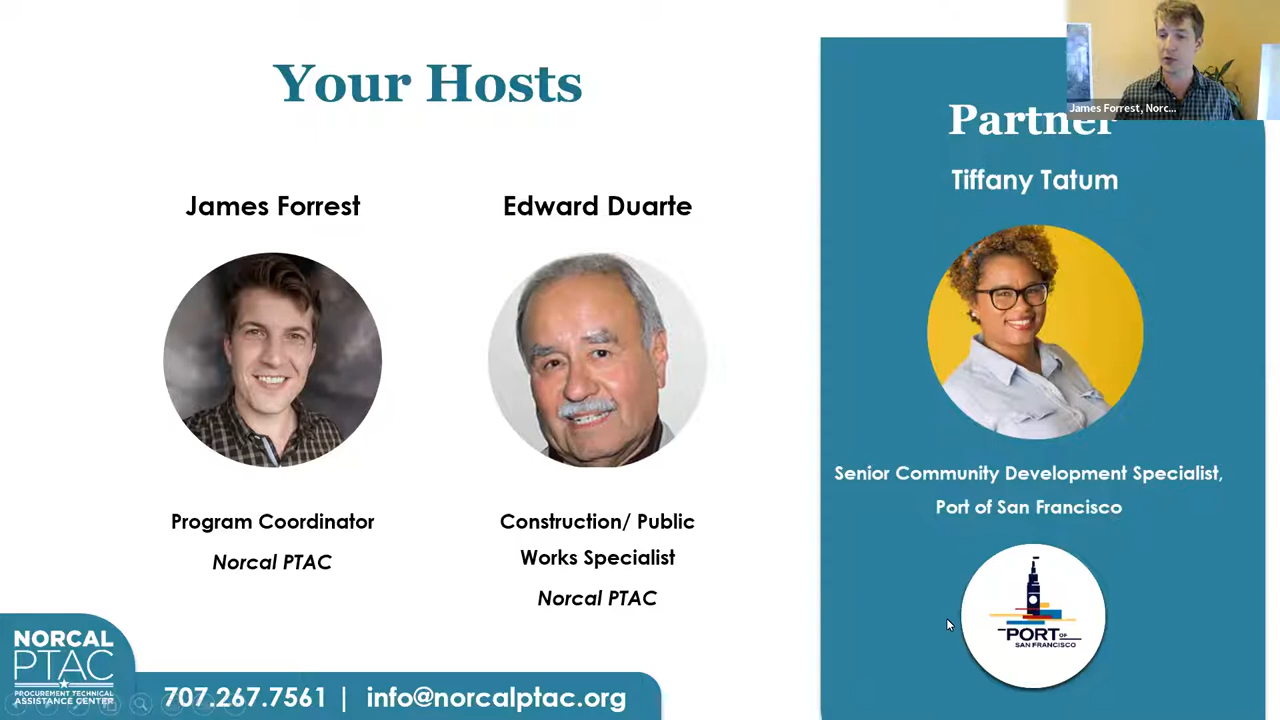 Your Hosts
James Forrest
Edward Duarte
Program Coordinator
Norcal PTAC
Construction/ Public
Works Specialist
Norcal PTAC
Partner
Tiffany Tatum
Senior Community Development Specialist,
Port of San Francisco
PORT OF
SAN FRANCISCO
James Forrest, Norc...
NORCAL
PTAC
PROCUREMENT TECHNICAL
ASSISTANCE CENTER
707.267.7561 | info@norcalptac.org